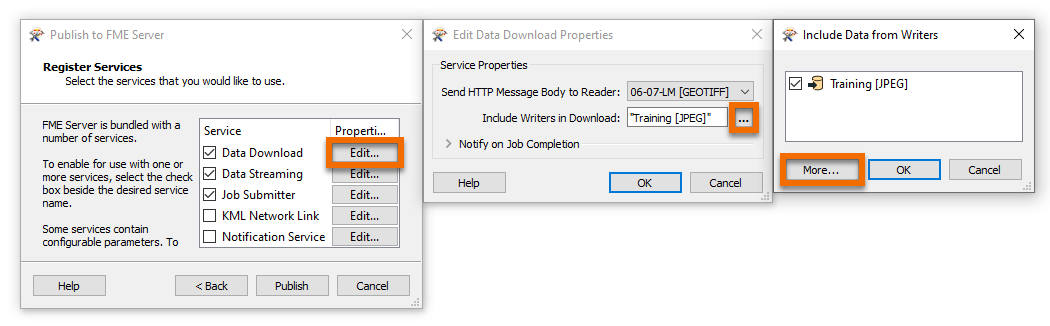 Publish to FME Server
Register Services
Select the services that you would like to use.
FME Server is bundled with a
number of services.
To enable for use with one or
more services, select the check
box beside the desired service
name.
Some services contain
configurable parameters. To
Service Properti...
Data Download Edit...
Data Streaming Edit...
Job Submitter Edit...
KML Network Link Edit...
Notification Service Edit...
Help < Back Publish Cancel
Edit Data Download Properties
Service Properties
Send HTTP Message Body to Reader: 06-07-LM [GEOTIFF]
Include Writers in Download: "Training [JPEG]" ...
Notify on Job Completion
Help OK Cancel
Include Data from Writers
Training [JPEG]
More... OK Cancel